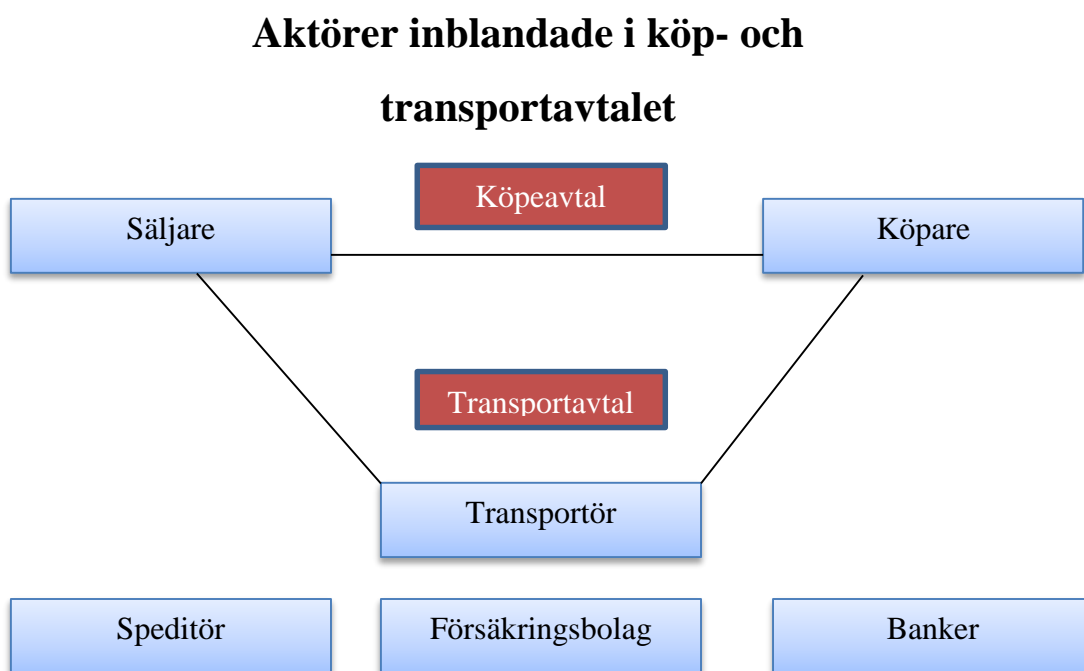 Aktörer inblandade i köp- och
transportavtalet
Köpeavtal
Säljare
Köpare
Transportavtal
Transportör
Speditör
Försäkringsbolag
Banker